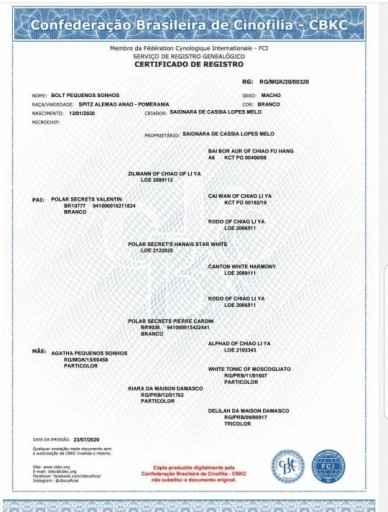 Confederação Brasileira de Cinofilia - CBKC
Membro da Fédération Cynologique Internationale - FCI
SERVIÇO DE REGISTRO GENEALÓGICO
CERTIFICADO DE REGISTRO
RG: RG/MGK/20/00320
NOME: BOLT PEQUENOS SONHOS SEXO: MACHO
RAÇA/VARIEDADE: SPITZ ALEMAO ANAO - POMERANIA COR: BRANCO
NASCIMENTO: 12/01/2020 CRIADOR: SAIONARA DE CASSIA LOPES MELO
MICROCHIP:
PROPRIETÁRIO: SAIONARA DE CASSIA LOPES MELO
BAI BOR AUR OF CHIAO FU HANG
A6 KCT PO 00400/08
ZILMANN OF CHIAO OF LI YA
LOE 2089112
CAI WAN OF CHIAO LI YA
KCT PO 00182/10
PAI: POLAR SECRETS VALENTIN
BR10777 941000016211824
BRANCO
RODO OF CHIAO LI YA
LOE 2066511
POLAR SECRET'S HANAIS STAR WHITE
LOE 2122825
CANTON WHITE HARMONY
LOE 2089111
RODO OF CHIAO LI YA
LOE 2066511
POLAR SECRETS PIERRE CARDIN
BR9038 941000015422441
BRANCO
ALPHAD OF CHIAO LI YA
LOE 2103343
MÃE: AGATHA PEQUENOS SONHOS
RG/MGK/15/05458
PARTICOLOR
WHITE TONIC OF MOSCOGLIATO
RG/PRB/11/01607
PARTICOLOR
KIARA DA MAISON DAMASCO
RG/PRB/12/01762
PARTICOLOR
DELILAH DA MAISON DAMASCO
RG/PRB/09/00917
TRICOLOR
DATA DA EMISSÃO: 23/07/2020
Qualquer anotação neste documento sem
a autorização da CBKC invalida o mesmo.
Site: www.cbkc.org
E-mail: cbkc@cbkc.org
Facebook: facebook.com/cbkcoficial
Instagram: @cbkcoficial
Cópia produzida digitalmente pela
Confederação Brasileira de Cinofilia - CBKC
não substitui o documento original.
FCI